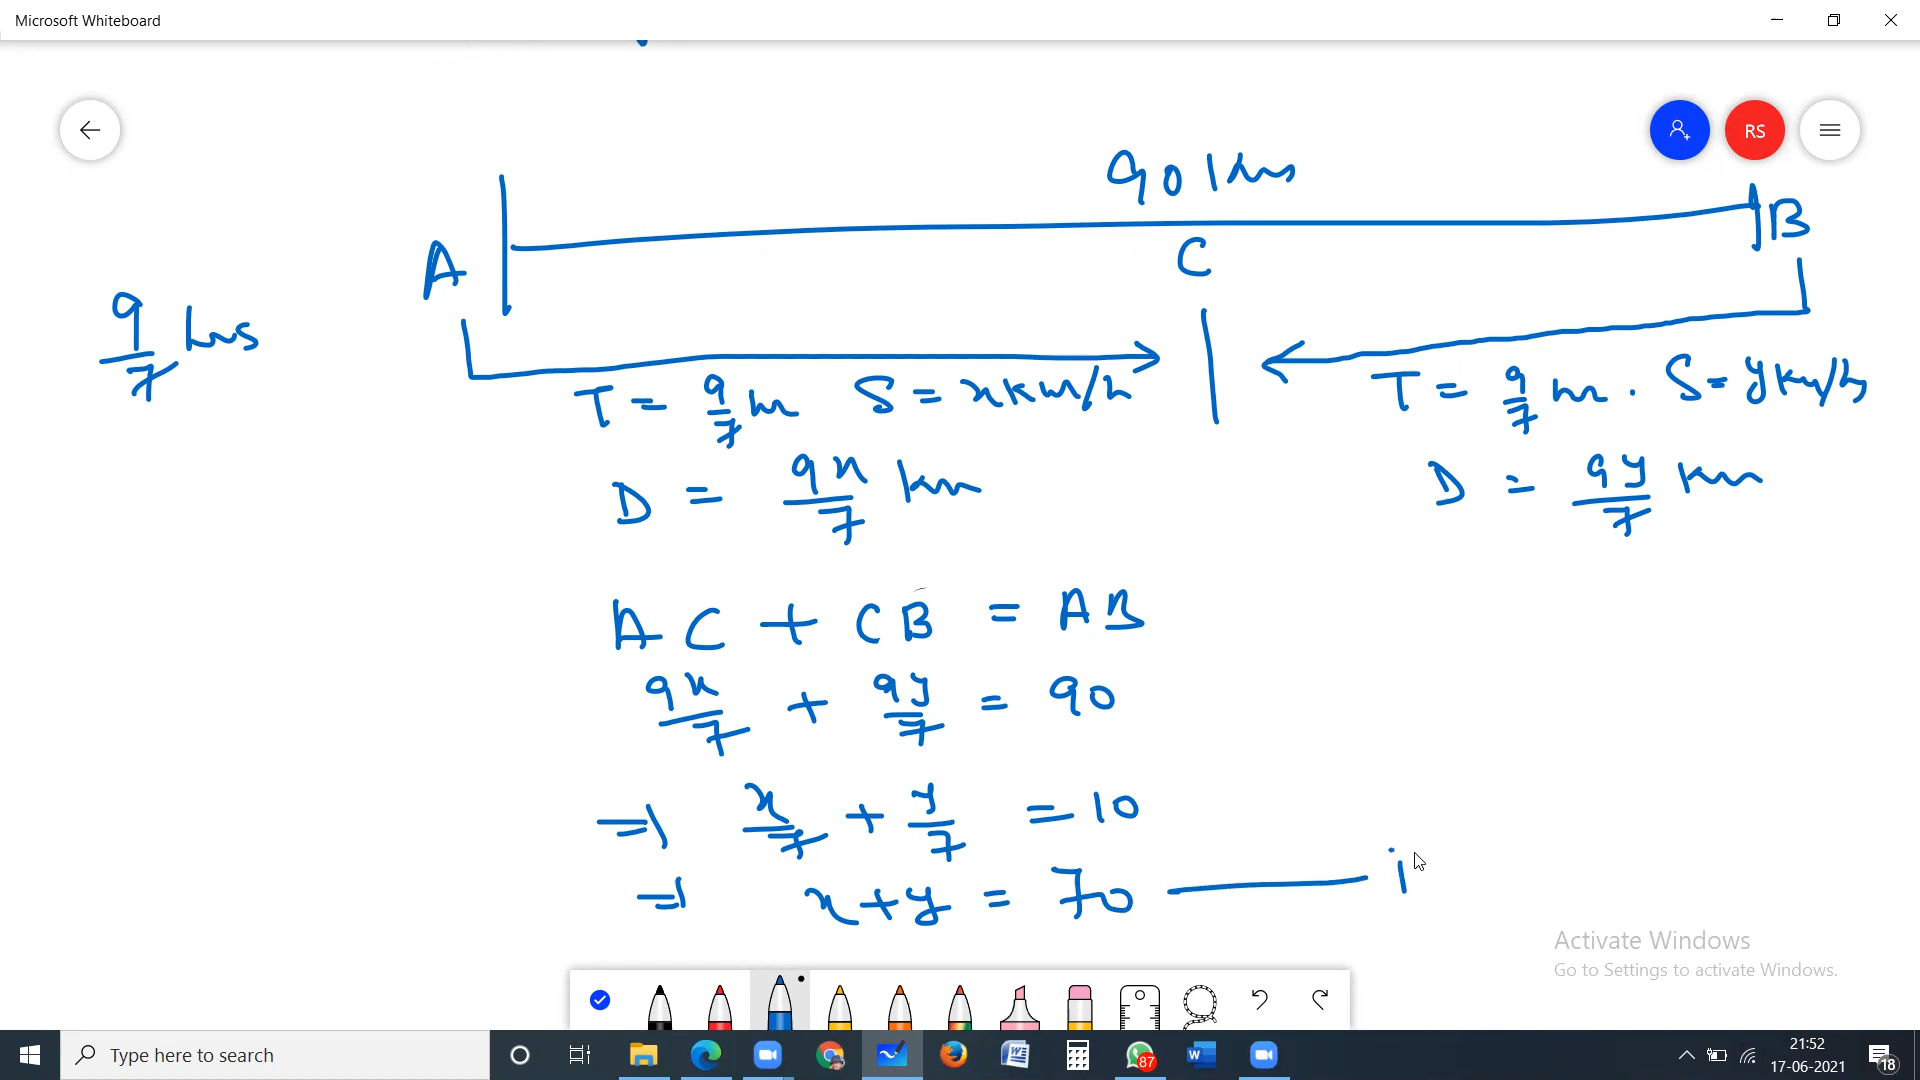 Microsoft Whiteboard
RS
90 kms
A
C
B
9/7 hrs
T = 9/7 hr S = x km/h
T = 9/7 hr. S = y km/h
D = 9x/7 km
D = 9y/7 km
AC + CB = AB
9x/7 + 9y/7 = 90
⇒ x/7 + y/7 = 10
⇒ x+y = 70 — i
Activate Windows
Go to Settings to activate Windows.
Type here to search
87
21:52
17-06-2021
18